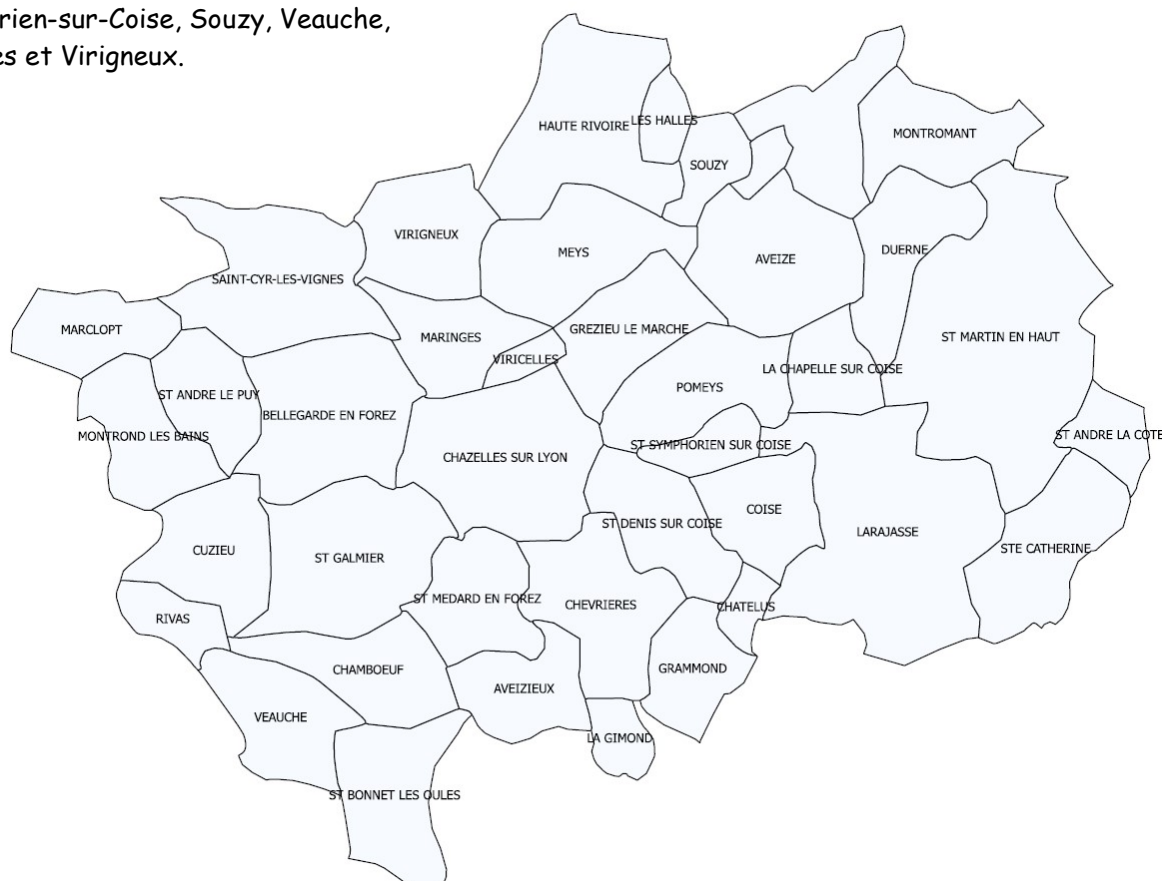 rien-sur-Coise, Souzy, Veauche,
es et Virigneux.
HAUTE RIVOIRE
LES HALLES
MONTROMANT
SOUZY
VIRIGNEUX
MEYS
AVEIZE
DUERNE
SAINT-CYR-LES-VIGNES
MARCLOPT
MARINGES
GREZIEU LE MARCHE
ST MARTIN EN HAUT
VIRICELLES
LA CHAPELLE SUR COISE
POMEYS
ST ANDRE LE PUY
BELLEGARDE EN FOREZ
MONTROND LES BAINS
ST SYMPHORIEN SUR COISE
ST ANDRE LA COTE
CHAZELLES SUR LYON
COISE
ST DENIS SUR COISE
LARAJASSE
CUZIEU
ST GALMIER
STE CATHERINE
ST MEDARD EN FOREZ
CHEVRIERES
CHATELUS
RIVAS
CHAMBOEUF
GRAMMOND
AVEIZIEUX
VEAUCHE
LA GIMOND
ST BONNET LES OULES